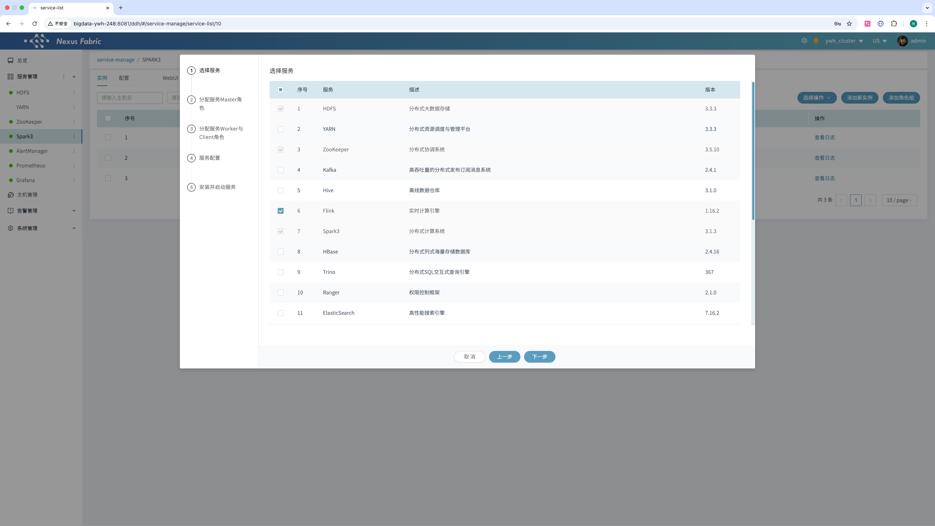 service-list
不安全 bigdata-ywh-248:8081/ddh/#/service-manage/service-list/10
Nexus Fabric
ywh_cluster
US
admin
总览
服务管理
HDFS
YARN
ZooKeeper
Spark3
AlertManager
Prometheus
Grafana
主机管理
告警管理
系统管理
service-manage / SPARK3
实例 配置 WebUI
请输入主机名
选择操作 添加新实例 添加角色组
序号 操作
1 查看日志
2 查看日志
3 查看日志
共 3 条 1 10 / page
1 选择服务
2 分配服务Master角
色
3 分配服务Worker与
Client角色
4 服务配置
5 安装并启动服务
选择服务
序号 服务 描述 版本
1 HDFS 分布式大数据存储 3.3.3
2 YARN 分布式资源调度与管理平台 3.3.3
3 ZooKeeper 分布式协调系统 3.5.10
4 Kafka 高吞吐量的分布式发布订阅消息系统 2.4.1
5 Hive 离线数据仓库 3.1.0
6 Flink 实时计算引擎 1.16.2
7 Spark3 分布式计算系统 3.1.3
8 HBase 分布式列式海量存储数据库 2.4.16
9 Trino 分布式SQL交互式查询引擎 367
10 Ranger 权限控制框架 2.1.0
11 ElasticSearch 高性能搜索引擎 7.16.2
取 消 上一步 下一步